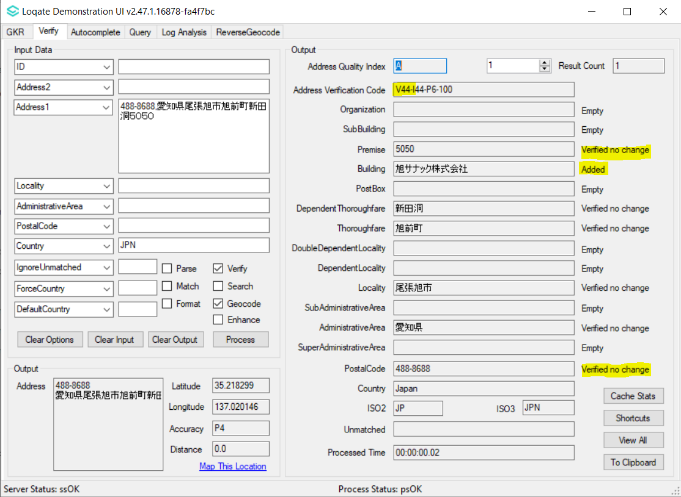 Loqate Demonstration UI v2.47.1.16878-fa4f7bc
GKR Verify Autocomplete Query Log Analysis ReverseGeocode
Input Data
ID
Address2
Address1
488-8688,愛知県尾張旭市旭前町新田
洞5050
Locality
AdministrativeArea
PostalCode
Country JPN
IgnoreUnmatched Parse Verify
ForceCountry Match Search
DefaultCountry Format Geocode
Enhance
Clear Options Clear Input Clear Output Process
Output
Address
488-8688
愛知県尾張旭市旭前町新田
Latitude 35.218299
Longitude 137.020146
Accuracy P4
Distance 0.0
Map This Location
Output
Address Quality Index A 1 Result Count 1
Address Verfication Code V44-I44-P6-100
Organization Empty
SubBuilding Empty
Premise 5050 Verified no change
Building 旭サナック株式会社 Added
PostBox Empty
DependentThoroughfare 新田洞 Verified no change
Thoroughfare 旭前町 Verified no change
DoubleDependentLocality Empty
DependentLocality Empty
Locality 尾張旭市 Verified no change
SubAdministrativeArea Empty
AdministrativeArea 愛知県 Verified no change
SuperAdministrativeArea Empty
PostalCode 488-8688 Verified no change
Country Japan
ISO2 JP ISO3 JPN
Unmatched
Processed Time 00:00:00.02
Cache Stats
Shortcuts
View All
To Clipboard
Server Status: ssOK Process Status: psOK